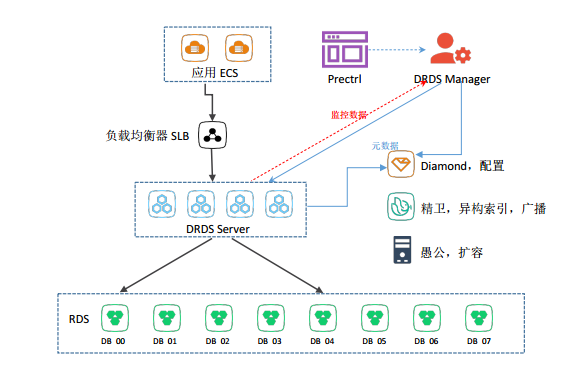 应用 ECS
Prectrl
DRDS Manager
监控数据
负载均衡器 SLB
元数据
Diamond，配置
精卫，异构索引，广播
DRDS Server
愚公，扩容
RDS
DB 00
DB 01
DB 02
DB 03
DB 04
DB 05
DB 06
DB 07